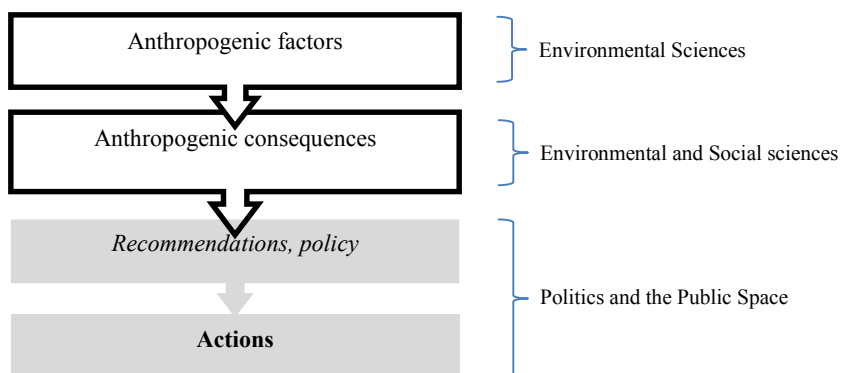 Anthropogenic factors
Environmental Sciences
Anthropogenic consequences
Environmental and Social sciences
Recommendations, policy
Politics and the Public Space
Actions